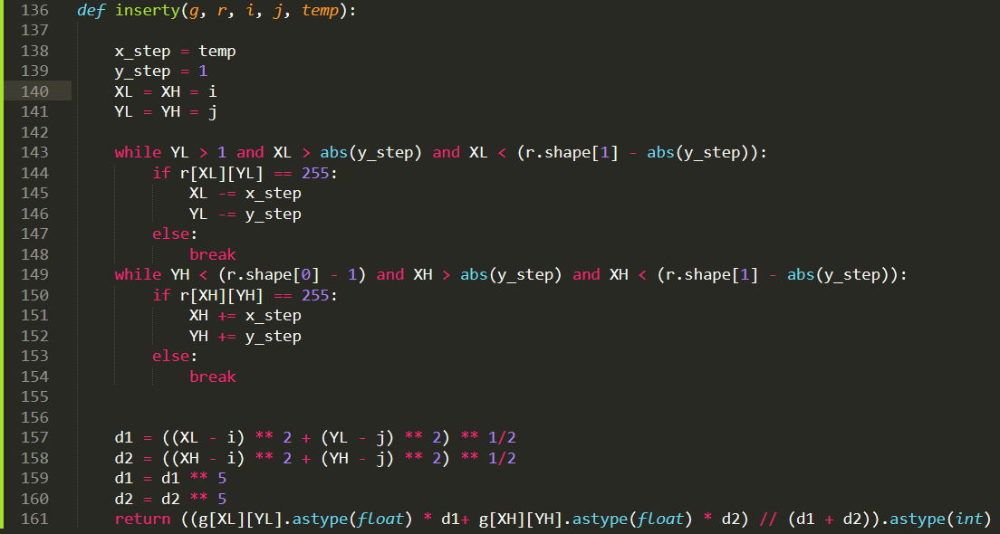 136 def inserty(g, r, i, j, temp):
137
138     x_step = temp
139     y_step = 1
140     XL = XH = i
141     YL = YH = j
142
143     while YL > 1 and XL > abs(y_step) and XL < (r.shape[1] - abs(y_step)):
144         if r[XL][YL] == 255:
145             XL -= x_step
146             YL -= y_step
147         else:
148             break
149     while YH < (r.shape[0] - 1) and XH > abs(y_step) and XH < (r.shape[1] - abs(y_step)):
150         if r[XH][YH] == 255:
151             XH += x_step
152             YH += y_step
153         else:
154             break
155
156
157     d1 = ((XL - i) ** 2 + (YL - j) ** 2) ** 1/2
158     d2 = ((XH - i) ** 2 + (YH - j) ** 2) ** 1/2
159     d1 = d1 ** 5
160     d2 = d2 ** 5
161     return ((g[XL][YL].astype(float) * d1+ g[XH][YH].astype(float) * d2) // (d1 + d2)).astype(int)